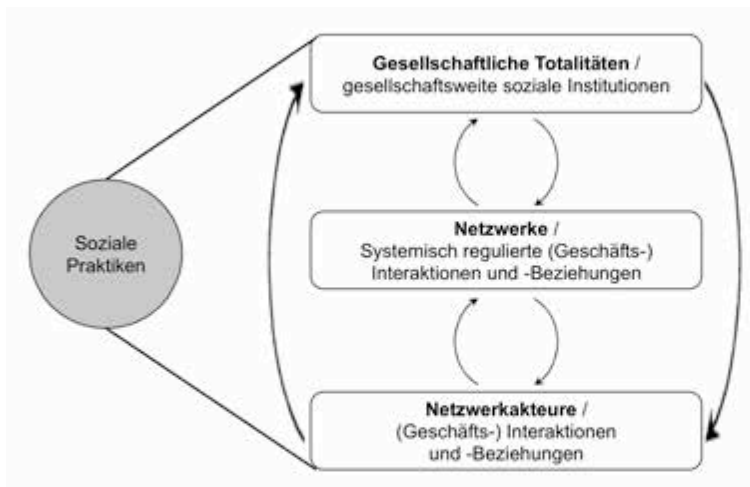 Gesellschaftliche Totalitäten /
gesellschaftsweite soziale Institutionen
Soziale
Praktiken
Netzwerke /
Systemisch regulierte (Geschäfts-)
Interaktionen und -Beziehungen
Netzwerkakteure /
(Geschäfts-) Interaktionen
und -Beziehungen